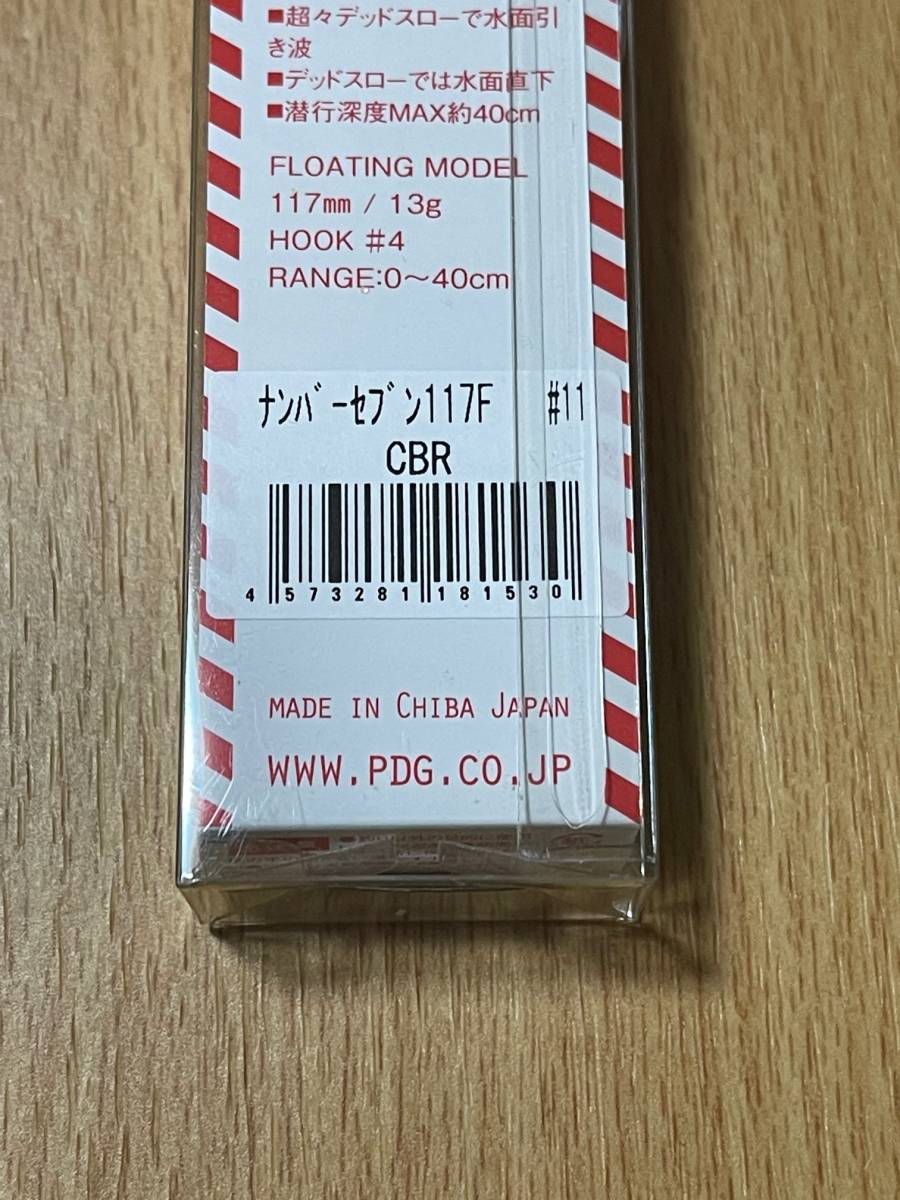 ■超々デッドスローで水面引
き波
■デッドスローでは水面直下
■潜行深度MAX約40cm
FLOATING MODEL
117mm / 13g
HOOK #4
RANGE:0～40cm
ﾅﾝﾊﾞｰｾﾌﾞﾝ117F #11
CBR
4 573281 181530
MADE IN CHIBA JAPAN
WWW.PDG.CO.JP